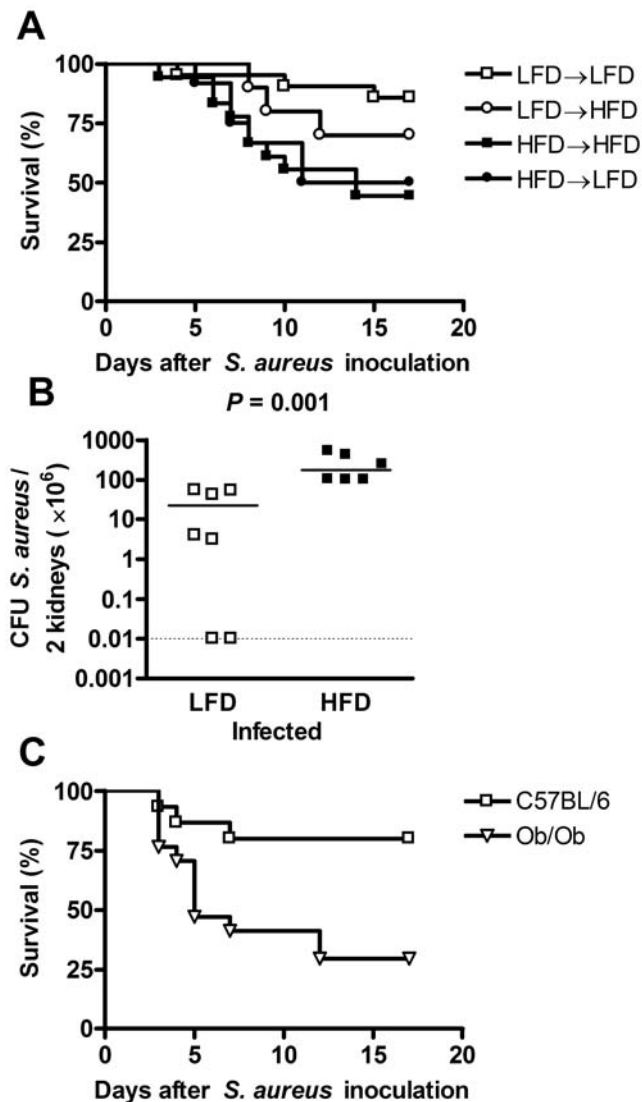 A
100
75
50
25
0
Survival (%)
0 5 10 15 20
Days after S. aureus inoculation
LFD→LFD
LFD→HFD
HFD→HFD
HFD→LFD
B
P = 0.001
1000
100
10
1
0.1
0.01
0.001
CFU S. aureus /
2 kidneys ( ×10⁶)
LFD HFD
Infected
C
100
75
50
25
0
Survival (%)
0 5 10 15 20
Days after S. aureus inoculation
C57BL/6
Ob/Ob